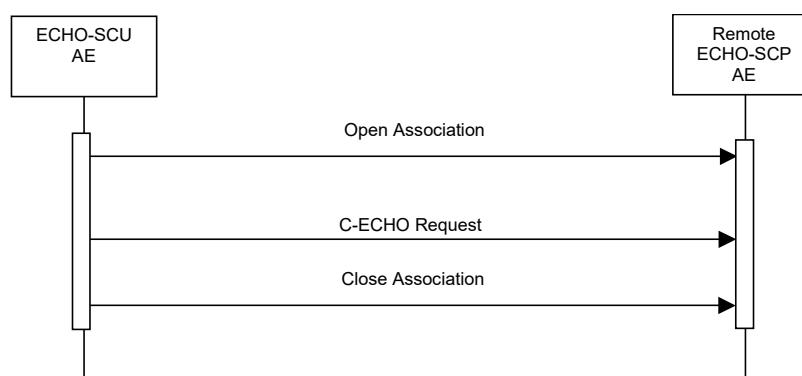 ECHO-SCU
AE
Remote
ECHO-SCP
AE
Open Association
C-ECHO Request
Close Association